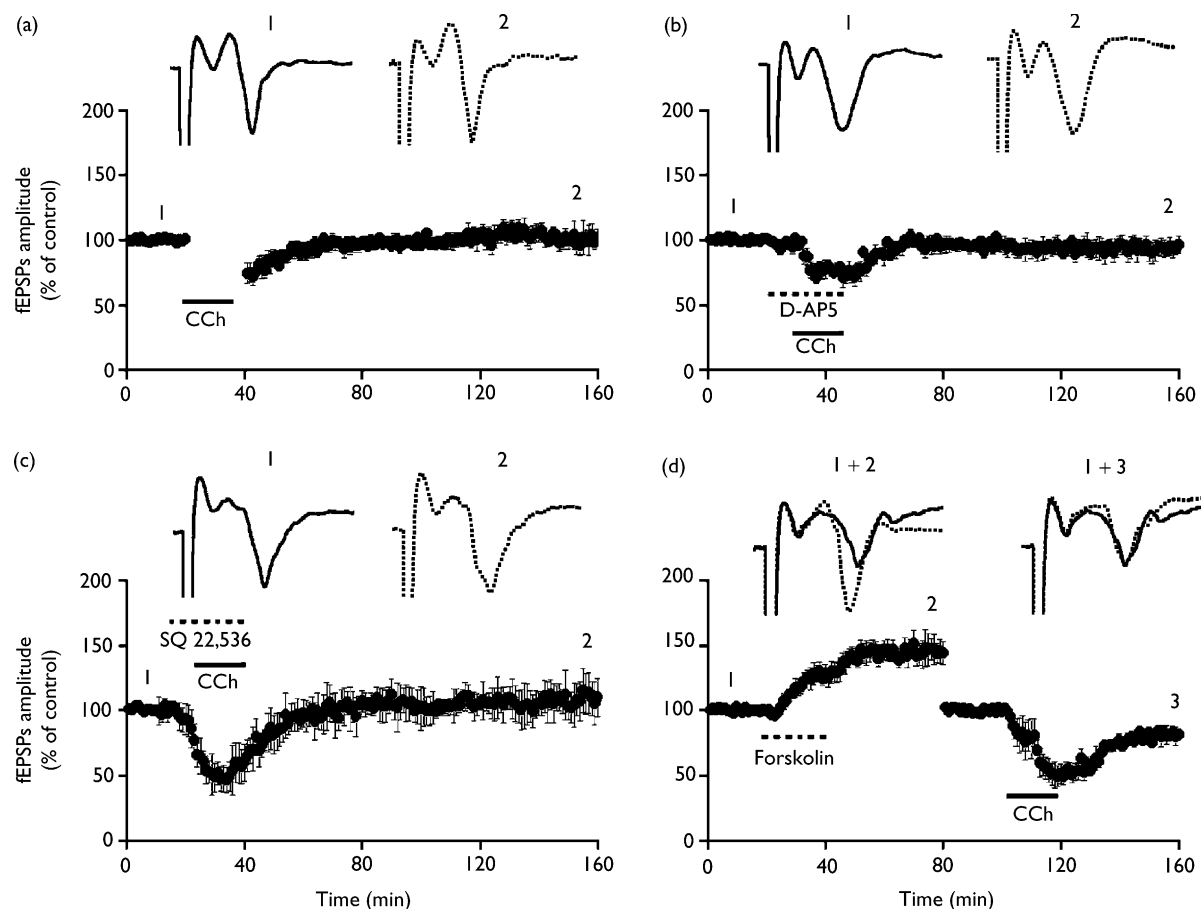 (a)
1
2
200
150
100
50
0
fEPSPs amplitude
(% of control)
1
2
CCh
0
40
80
120
160
(b)
1
2
200
150
100
50
0
1
2
D-AP5
CCh
0
40
80
120
160
(c)
1
2
200
150
100
50
0
fEPSPs amplitude
(% of control)
SQ 22,536
CCh
1
2
0
40
80
120
160
Time (min)
(d)
1 + 2
1 + 3
200
150
100
50
0
1
2
3
Forskolin
CCh
0
40
80
120
160
Time (min)